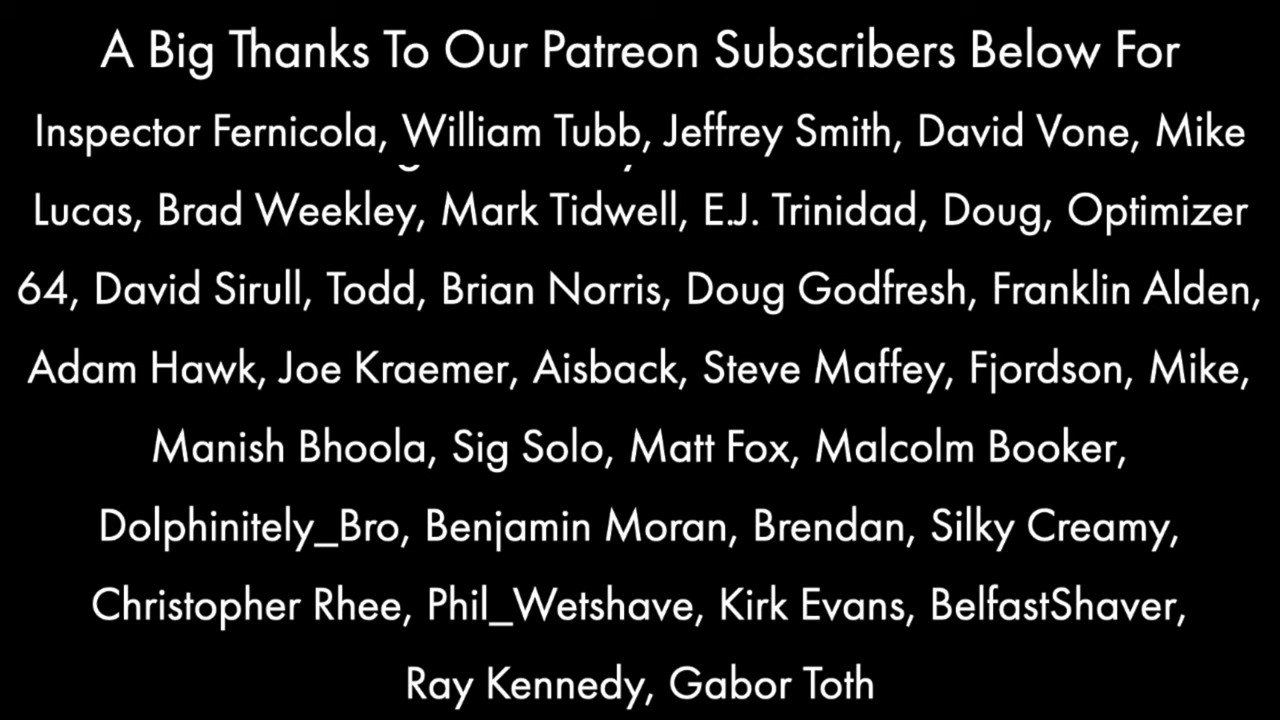 A Big Thanks To Our Patreon Subscribers Below For
Inspector Fernicola, William Tubb, Jeffrey Smith, David Vone, Mike
Lucas, Brad Weekley, Mark Tidwell, E.J. Trinidad, Doug, Optimizer
64, David Sirull, Todd, Brian Norris, Doug Godfresh, Franklin Alden,
Adam Hawk, Joe Kraemer, Aisback, Steve Maffey, Fjordson, Mike,
Manish Bhoola, Sig Solo, Matt Fox, Malcolm Booker,
Dolphinitely_Bro, Benjamin Moran, Brendan, Silky Creamy,
Christopher Rhee, Phil_Wetshave, Kirk Evans, BelfastShaver,
Ray Kennedy, Gabor Toth